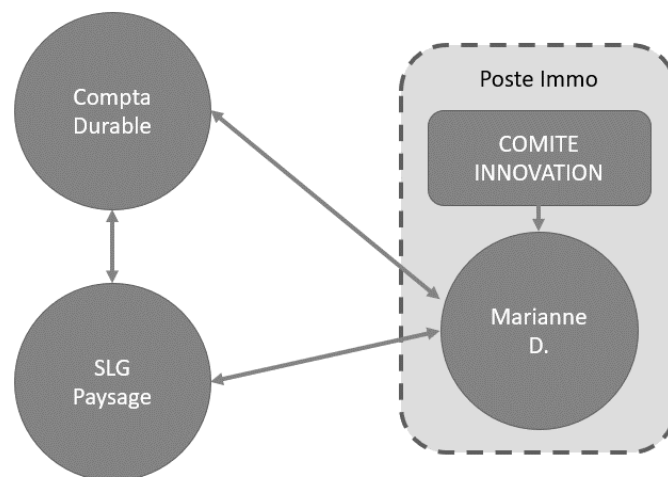 Compta
Durable
Poste Immo
COMITE
INNOVATION
Marianne
D.
SLG
Paysage